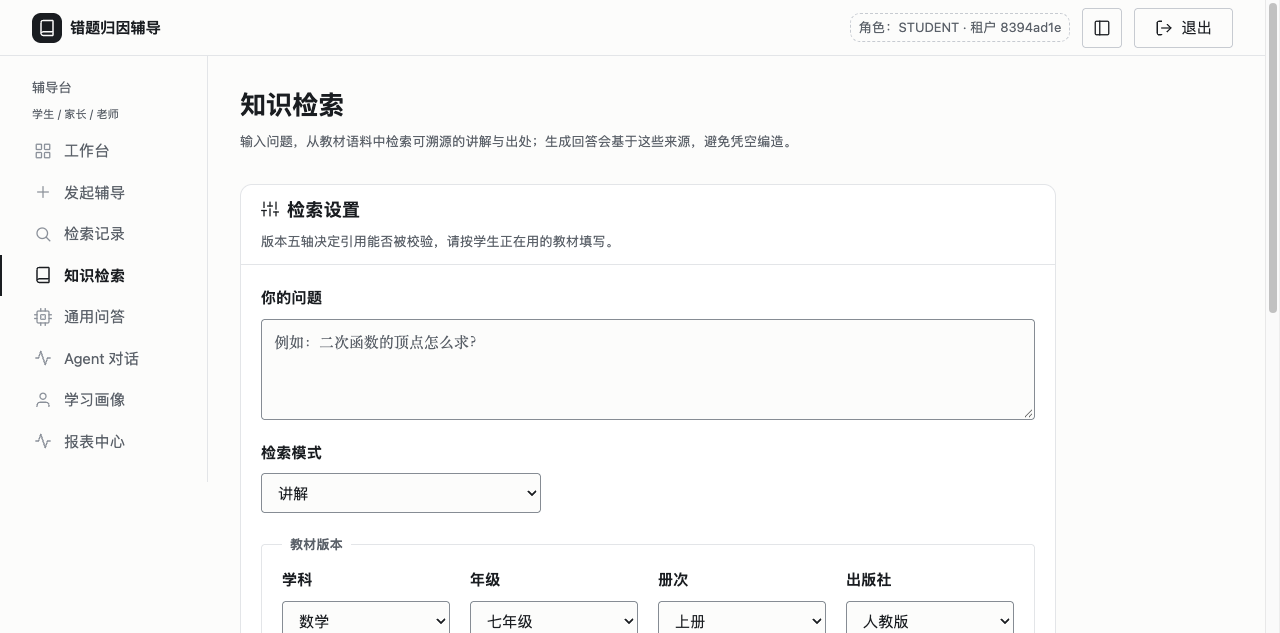 错题归因辅导
角色：STUDENT · 租户 8394ad1e
退出
辅导台
学生 / 家长 / 老师
工作台
发起辅导
检索记录
知识检索
通用问答
Agent 对话
学习画像
报表中心
知识检索
输入问题，从教材语料中检索可溯源的讲解与出处；生成回答会基于这些来源，避免凭空编造。
检索设置
版本五轴决定引用能否被校验，请按学生正在用的教材填写。
你的问题
例如：二次函数的顶点怎么求?
检索模式
讲解
教材版本
学科 年级 册次 出版社
数学 七年级 上册 人教版